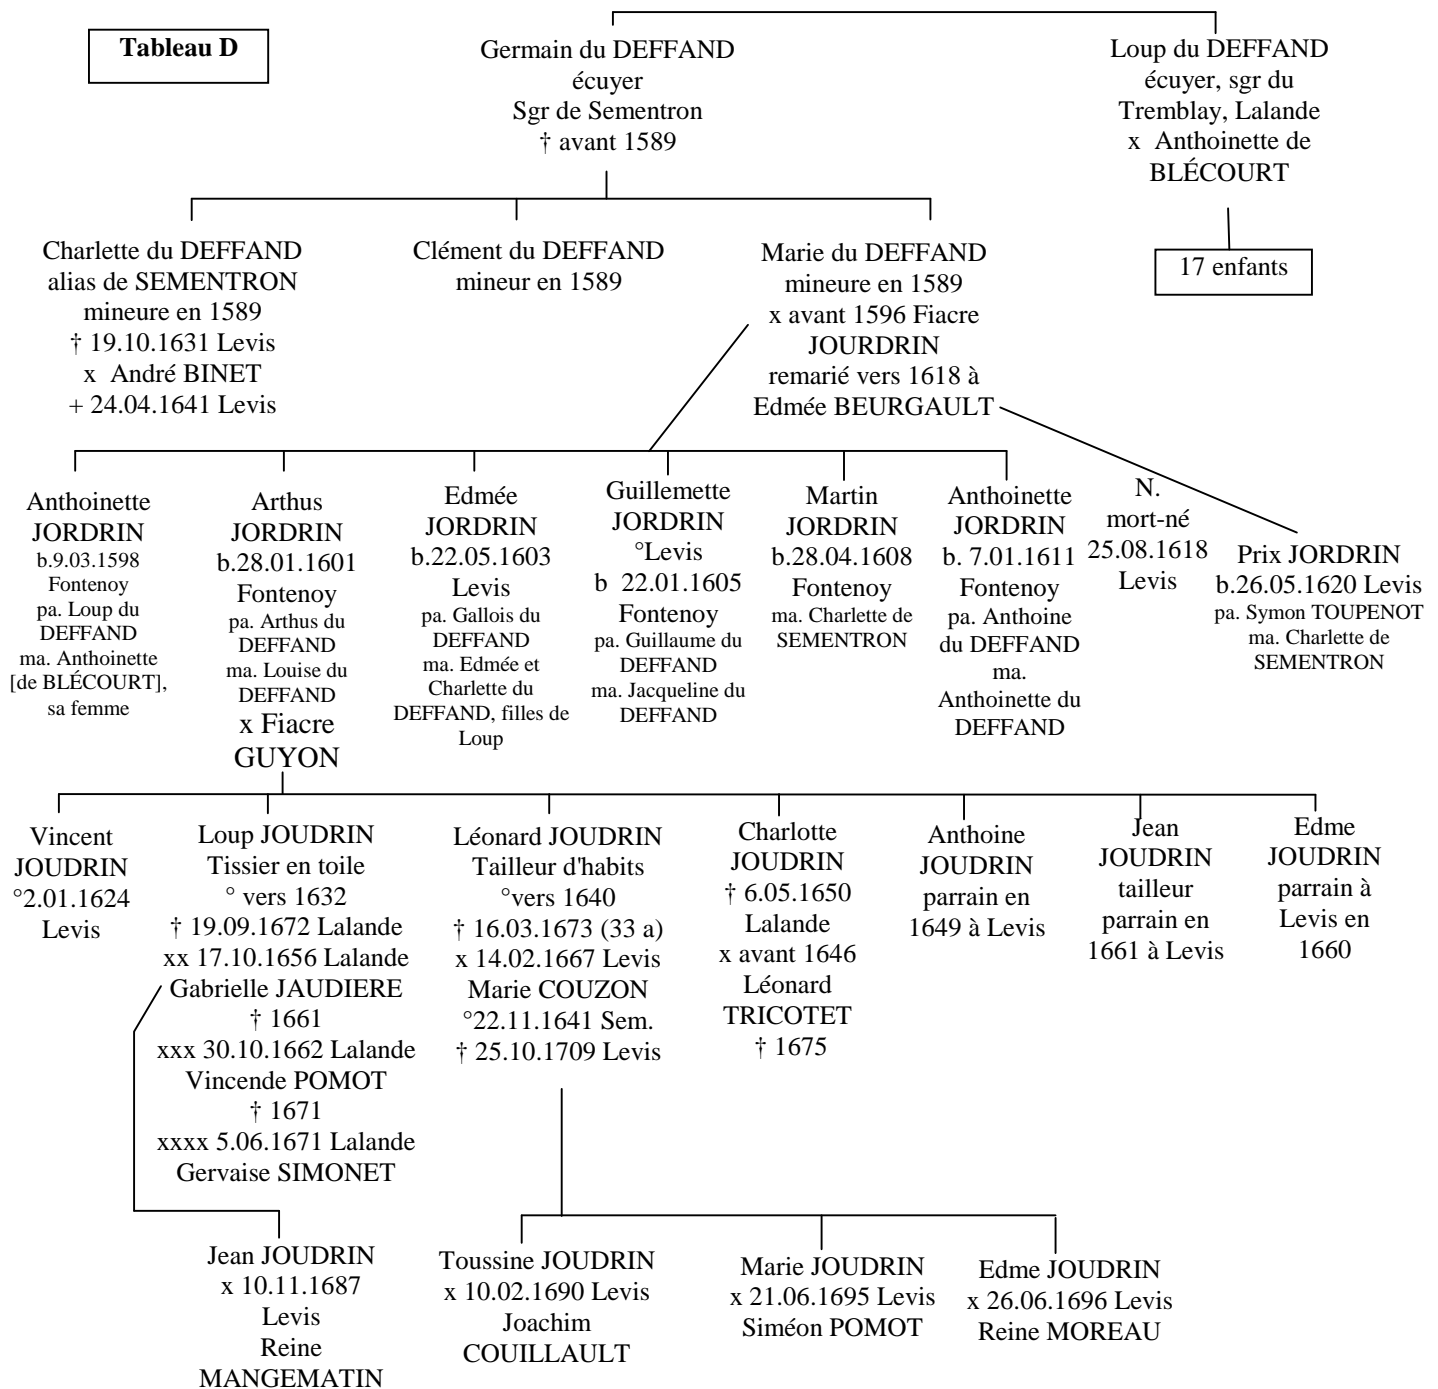 Tableau D
Germain du DEFFAND
écuyer
Sgr de Sementron
† avant 1589
Loup du DEFFAND
écuyer, sgr du
Tremblay, Lalande
x  Anthoinette de
BLÉCOURT
17 enfants
Charlette du DEFFAND
alias de SEMENTRON
mineure en 1589
† 19.10.1631 Levis
x  André BINET
+ 24.04.1641 Levis
Clément du DEFFAND
mineur en 1589
Marie du DEFFAND
mineure en 1589
x avant 1596 Fiacre
JOURDRIN
remarié vers 1618 à
Edmée BEURGAULT
Anthoinette
JORDRIN
b.9.03.1598
Fontenoy
pa. Loup du
DEFFAND
ma. Anthoinette
[de BLÉCOURT],
sa femme
Arthus
JORDRIN
b.28.01.1601
Fontenoy
pa. Arthus du
DEFFAND
ma. Louise du
DEFFAND
x Fiacre
GUYON
Edmée
JORDRIN
b.22.05.1603
Levis
pa. Gallois du
DEFFAND
ma. Edmée et
Charlette du
DEFFAND, filles de
Loup
Guillemette
JORDRIN
°Levis
b  22.01.1605
Fontenoy
pa. Guillaume du
DEFFAND
ma. Jacqueline du
DEFFAND
Martin
JORDRIN
b.28.04.1608
Fontenoy
ma. Charlette de
SEMENTRON
Anthoinette
JORDRIN
b. 7.01.1611
Fontenoy
pa. Anthoine
du DEFFAND
ma.
Anthoinette du
DEFFAND
N.
mort-né
25.08.1618
Levis
Prix JORDRIN
b.26.05.1620 Levis
pa. Symon TOUPENOT
ma. Charlette de
SEMENTRON
Vincent
JOUDRIN
°2.01.1624
Levis
Loup JOUDRIN
Tissier en toile
° vers 1632
† 19.09.1672 Lalande
xx 17.10.1656 Lalande
Gabrielle JAUDIERE
† 1661
xxx 30.10.1662 Lalande
Vincende POMOT
† 1671
xxxx 5.06.1671 Lalande
Gervaise SIMONET
Léonard JOUDRIN
Tailleur d'habits
°vers 1640
† 16.03.1673 (33 a)
x 14.02.1667 Levis
Marie COUZON
°22.11.1641 Sem.
† 25.10.1709 Levis
Charlotte
JOUDRIN
† 6.05.1650
Lalande
x avant 1646
Léonard
TRICOTET
† 1675
Anthoine
JOUDRIN
parrain en
1649 à Levis
Jean
JOUDRIN
tailleur
parrain en
1661 à Levis
Edme
JOUDRIN
parrain à
Levis en
1660
Jean JOUDRIN
x 10.11.1687
Levis
Reine
MANGEMATIN
Toussine JOUDRIN
x 10.02.1690 Levis
Joachim
COUILLAULT
Marie JOUDRIN
x 21.06.1695 Levis
Siméon POMOT
Edme JOUDRIN
x 26.06.1696 Levis
Reine MOREAU